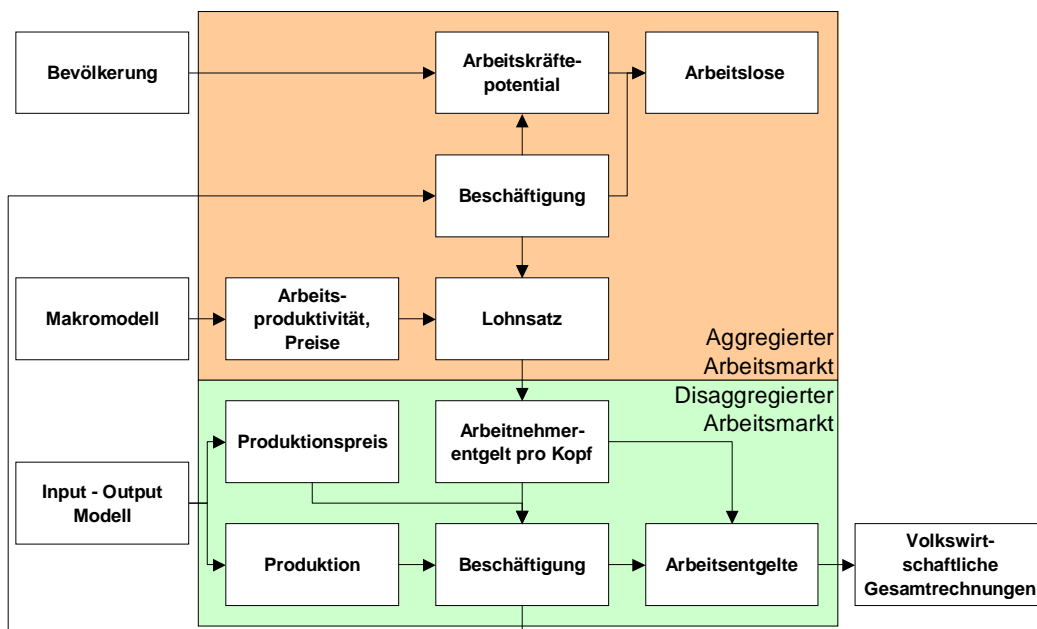 Bevölkerung
Arbeitskräfte-
potential
Arbeitslose
Beschäftigung
Makromodell
Arbeits-
produktivität,
Preise
Lohnsatz
Aggregierter
Arbeitsmarkt
Disaggregierter
Arbeitsmarkt
Produktionspreis
Arbeitnehmer-
entgelt pro Kopf
Input - Output
Modell
Produktion
Beschäftigung
Arbeitsentgelte
Volkswirt-
schaftliche
Gesamtrechnungen